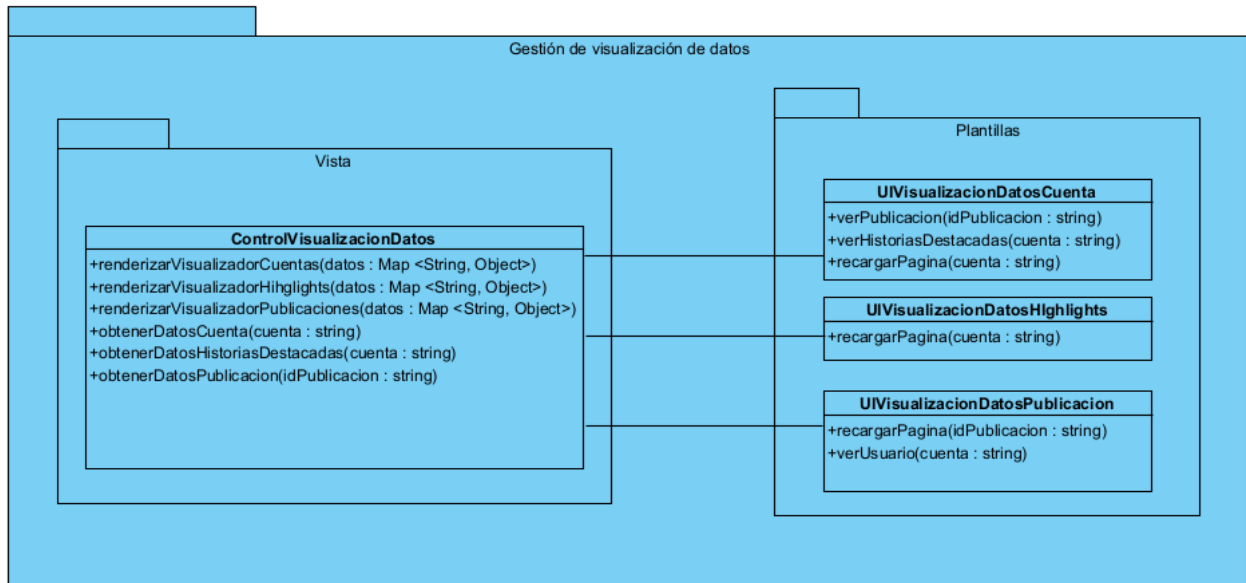 Gestión de visualización de datos
Vista
ControlVisualizacionDatos
+renderizarVisualizadorCuentas(datos : Map <String, Object>)
+renderizarVisualizadorHihglights(datos : Map <String, Object>)
+renderizarVisualizadorPublicaciones(datos : Map <String, Object>)
+obtenerDatosCuenta(cuenta : string)
+obtenerDatosHistoriasDestacadas(cuenta : string)
+obtenerDatosPublicacion(idPublicacion : string)
Plantillas
UIVisualizacionDatosCuenta
+verPublicacion(idPublicacion : string)
+verHistoriasDestacadas(cuenta : string)
+recargarPagina(cuenta : string)
UIVisualizacionDatosHIghlights
+recargarPagina(cuenta : string)
UIVisualizacionDatosPublicacion
+recargarPagina(idPublicacion : string)
+verUsuario(cuenta : string)